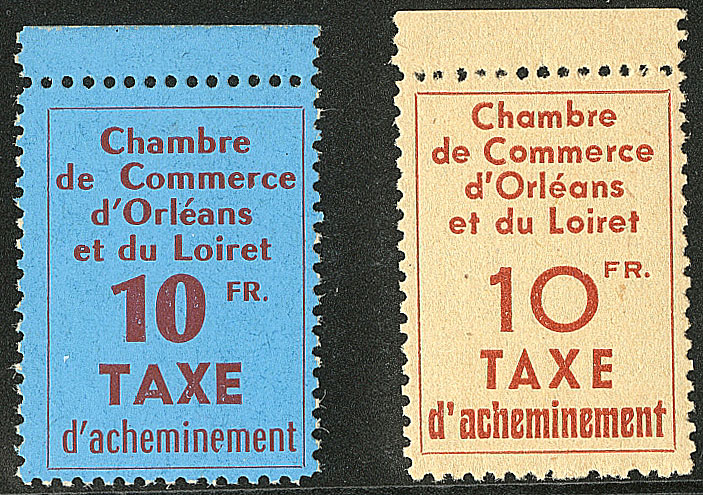 Chambre
de Commerce
d'Orléans
et du Loiret
10 FR.
TAXE
d'acheminement
Chambre
de Commerce
d'Orléans
et du Loiret
10 FR.
TAXE
d'acheminement